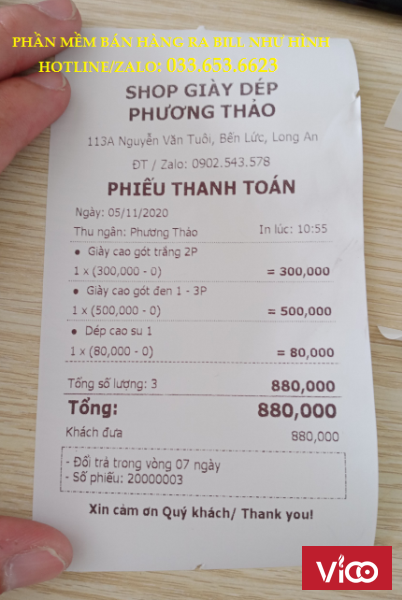 PHẦN MỀM BÁN HÀNG RA BILL NHƯ HÌNH
HOTLINE/ZALO: 033.653.6623
SHOP GIÀY DÉP
PHƯƠNG THẢO
113A Nguyễn Văn Tuôi, Bến Lức, Long An
ĐT / Zalo: 0902.543.578
PHIẾU THANH TOÁN
Ngày: 05/11/2020
Thu ngân: Phương Thảo In lúc: 10:55
• Giày cao gót trắng 2P
1 x (300,000 - 0) = 300,000
• Giày cao gót đen 1 - 3P
1 x (500,000 - 0) = 500,000
• Dép cao su 1
1 x (80,000 - 0) = 80,000
Tổng số lượng: 3 880,000
Tổng: 880,000
Khách đưa 880,000
- Đổi trả trong vòng 07 ngày
- Số phiếu: 20000003
Xin cảm ơn Quý khách/ Thank you!
Vico